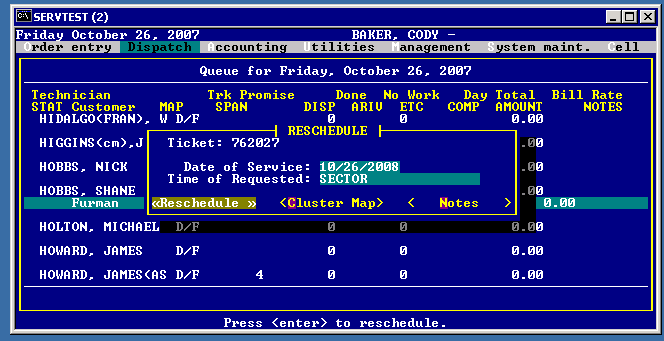 SERVTEST (2)
Friday October 26, 2007 BAKER, CODY -
Order entry Dispatch Accounting Utilities Management System maint. Cell
Queue for Friday, October 26, 2007
Technician Trk Promise Done No Work Day Total Bill Rate
STAT Customer MAP SPAN DISP ARIV ETC COMP AMOUNT NOTES
HIDALGO(FRAN), W D/F 0 0 0.00
RESCHEDULE
HIGGINS(cm),J .00
Ticket: 762027
HOBBS, NICK .00
Date of Service: 10/26/2008
Time of Requested: SECTOR
HOBBS, SHANE .00
Furman «Reschedule » <Cluster Map> < Notes > 0.00
HOLTON, MICHAEL D/F 0 0 0.00
HOWARD, JAMES D/F 0 0 0.00
HOWARD, JAMES(AS D/F 4 0 0 0.00
Press <enter> to reschedule.